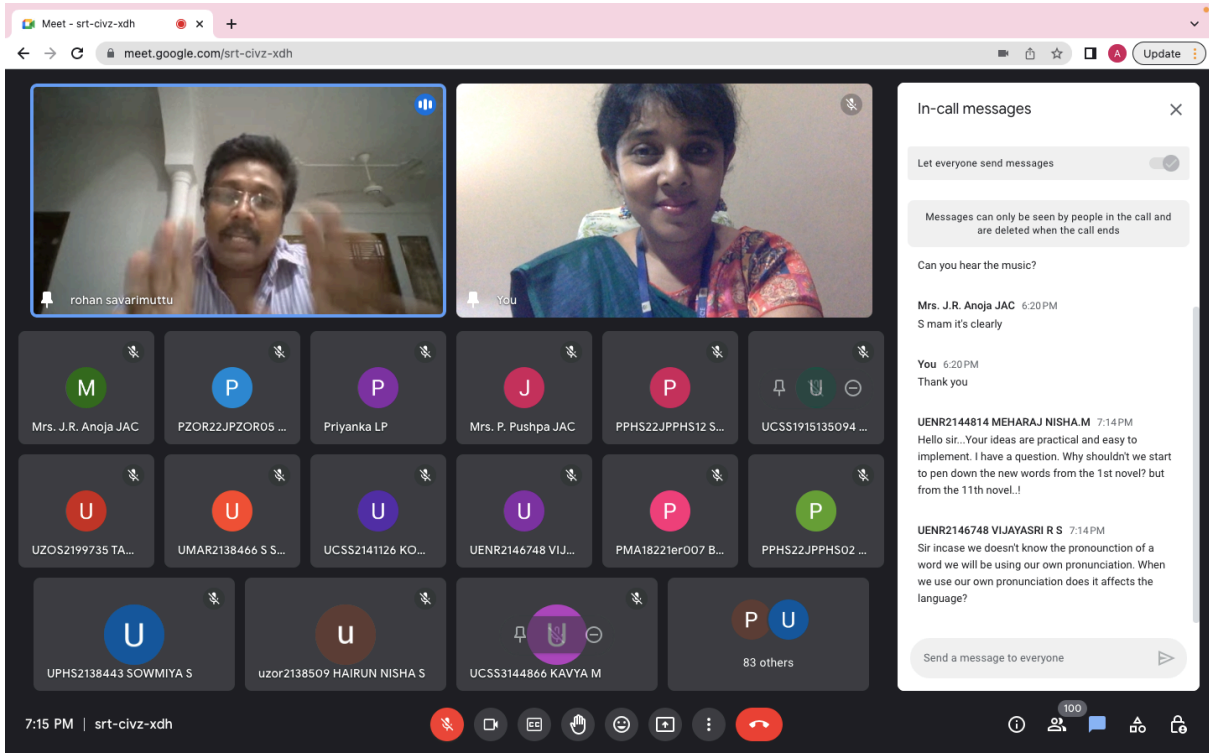 Meet - srt-civz-xdh
meet.google.com/srt-civz-xdh
A
Update
rohan savarimuttu
You
M
Mrs. J.R. Anoja JAC
P
PZOR22JPZOR05 ...
P
Priyanka LP
J
Mrs. P. Pushpa JAC
P
PPHS22JPPHS12 S...
U
UCSS1915135094 ...
U
UZOS2199735 TA...
U
UMAR2138466 S S...
U
UCSS2141126 KO...
U
UENR2146748 VIJ...
P
PMA18221er007 B...
P
PPHS22JPPHS02 ...
U
UPHS2138443 SOWMIYA S
u
uzor2138509 HAIRUN NISHA S
U
UCSS3144866 KAVYA M
P U
83 others
In-call messages
Let everyone send messages
Messages can only be seen by people in the call and
are deleted when the call ends
Can you hear the music?
Mrs. J.R. Anoja JAC 6:20 PM
S mam it's clearly
You 6:20 PM
Thank you
UENR2144814 MEHARAJ NISHA.M 7:14 PM
Hello sir...Your ideas are practical and easy to
implement. I have a question. Why shouldn't we start
to pen down the new words from the 1st novel? but
from the 11th novel..!
UENR2146748 VIJAYASRI R S 7:14 PM
Sir incase we doesn't know the pronounction of a
word we will be using our own pronunciation. When
we use our own pronunciation does it affects the
language?
Send a message to everyone
7:15 PM | srt-civz-xdh
CC
100